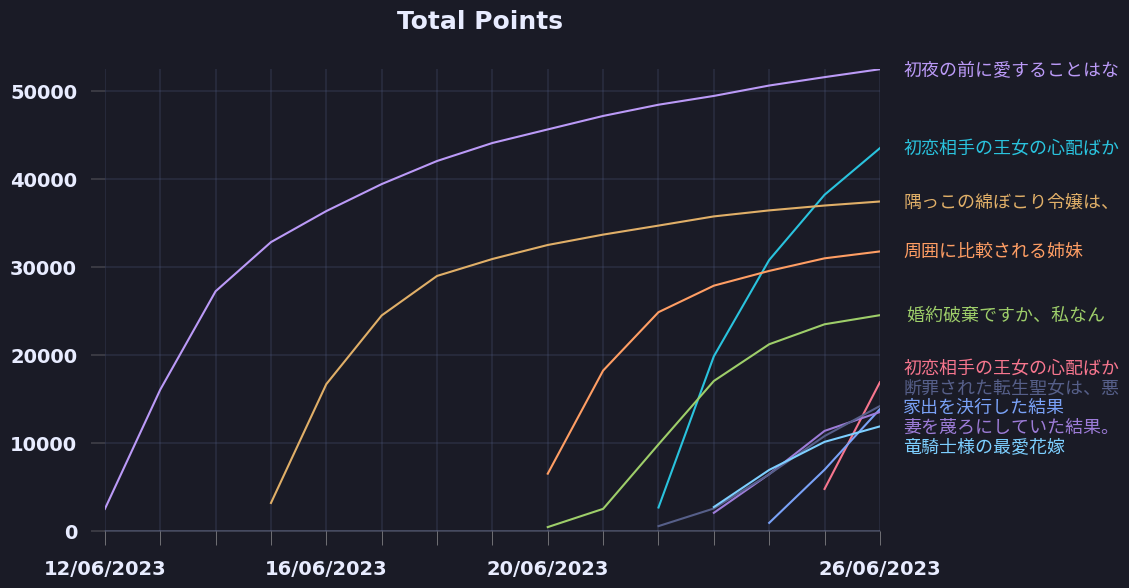 Total Points
50000
40000
30000
20000
10000
0
12/06/2023
16/06/2023
20/06/2023
26/06/2023
初夜の前に愛することはな
初恋相手の王女の心配ばか
隅っこの綿ぼこり令嬢は、
周囲に比較される姉妹
婚約破棄ですか、私なん
初恋相手の王女の心配ばか
断罪された転生聖女は、悪
家出を決行した結果
妻を蔑ろにしていた結果。
竜騎士様の最愛花嫁